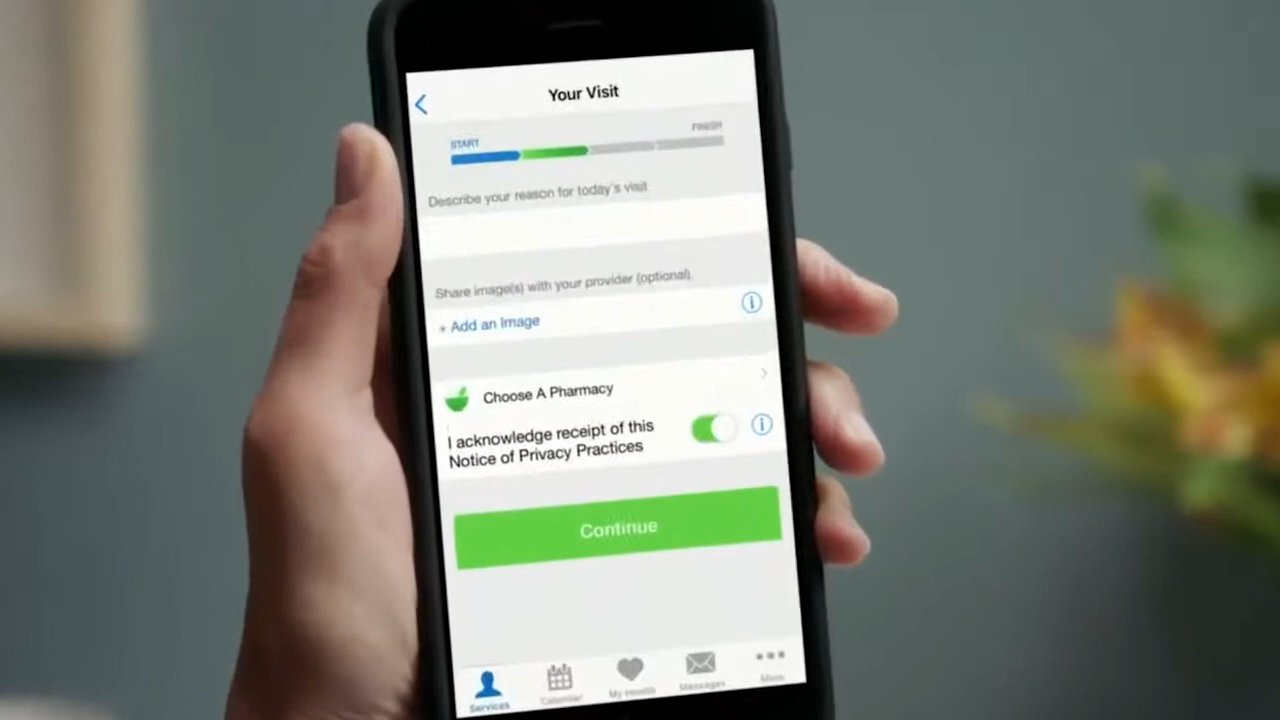 Your Visit
START
FINISH
Describe your reason for today's visit
Share image(s) with your provider (optional).
+ Add an Image
Choose A Pharmacy
I acknowledge receipt of this
Notice of Privacy Practices
Continue
Services
Calendar
My Health
Messages
More